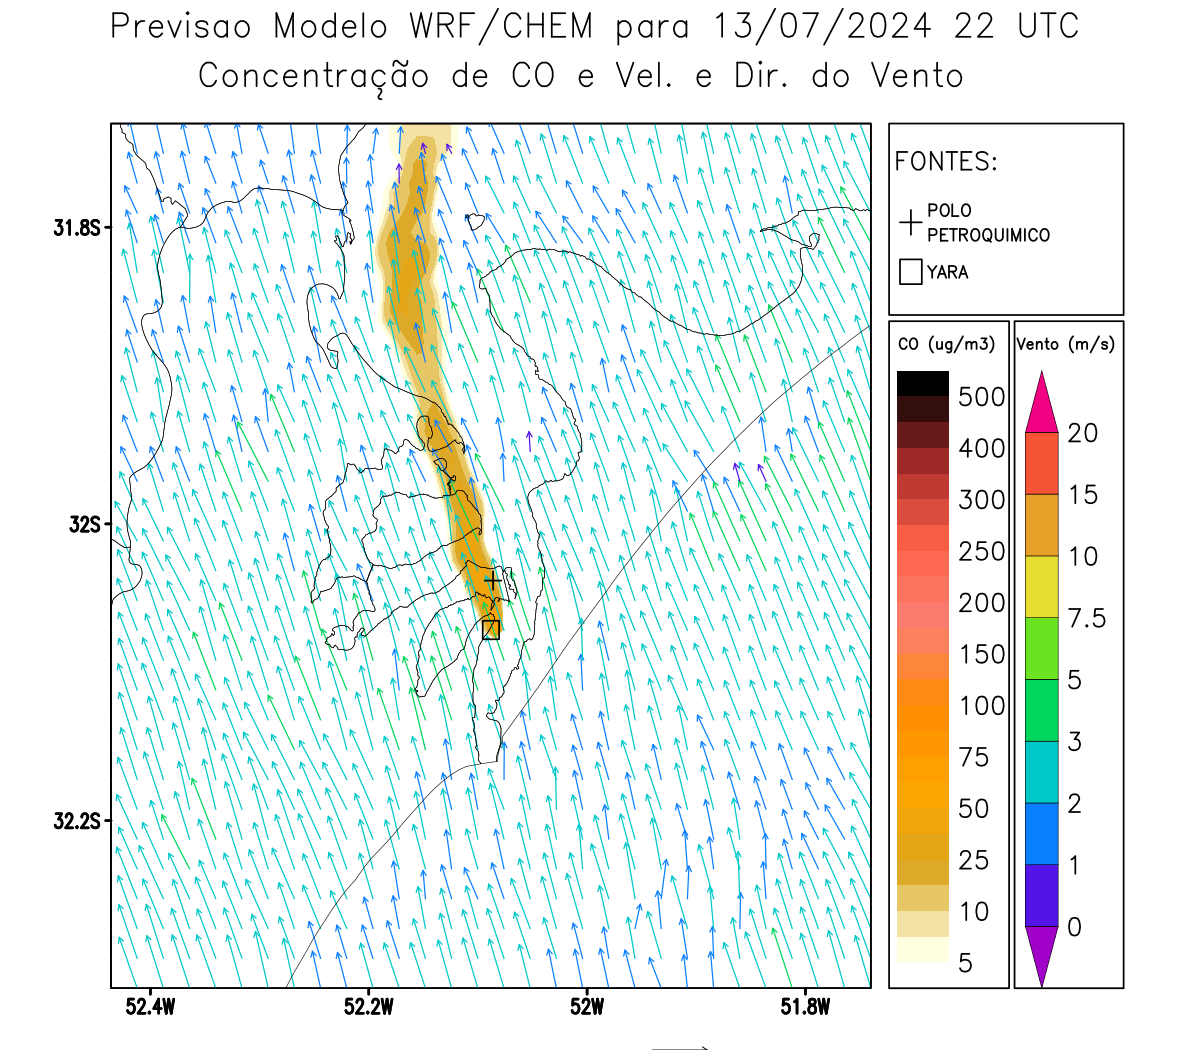 Previsao Modelo WRF/CHEM para 13/07/2024 22 UTC
Concentração de CO e Vel. e Dir. do Vento
FONTES:
POLO
PETROQUIMICO
YARA
CO (ug/m3)
500
400
300
250
200
150
100
75
50
25
10
5
Vento (m/s)
20
15
10
7.5
5
3
2
1
0
31.8S
32S
32.2S
52.4W
52.2W
52W
51.8W